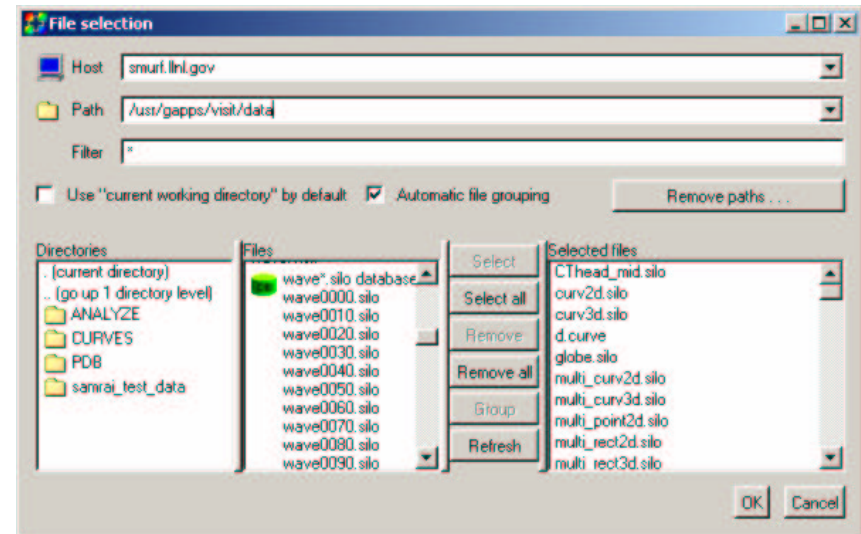 File selection
Host smurf.llnl.gov
Path /usr/gapps/visit/data
Filter *
Use "current working directory" by default Automatic file grouping Remove paths . . .
Directories
. (current directory)
.. (go up 1 directory level)
ANALYZE
CURVES
PDB
samrai_test_data
Files
wave*.silo database
wave0000.silo
wave0010.silo
wave0020.silo
wave0030.silo
wave0040.silo
wave0050.silo
wave0060.silo
wave0070.silo
wave0080.silo
wave0090.silo
Select
Select all
Remove
Remove all
Group
Refresh
Selected files
CThead_mid.silo
curv2d.silo
curv3d.silo
d.curve
globe.silo
multi_curv2d.silo
multi_curv3d.silo
multi_point2d.silo
multi_rect2d.silo
multi_rect3d.silo
OK Cancel